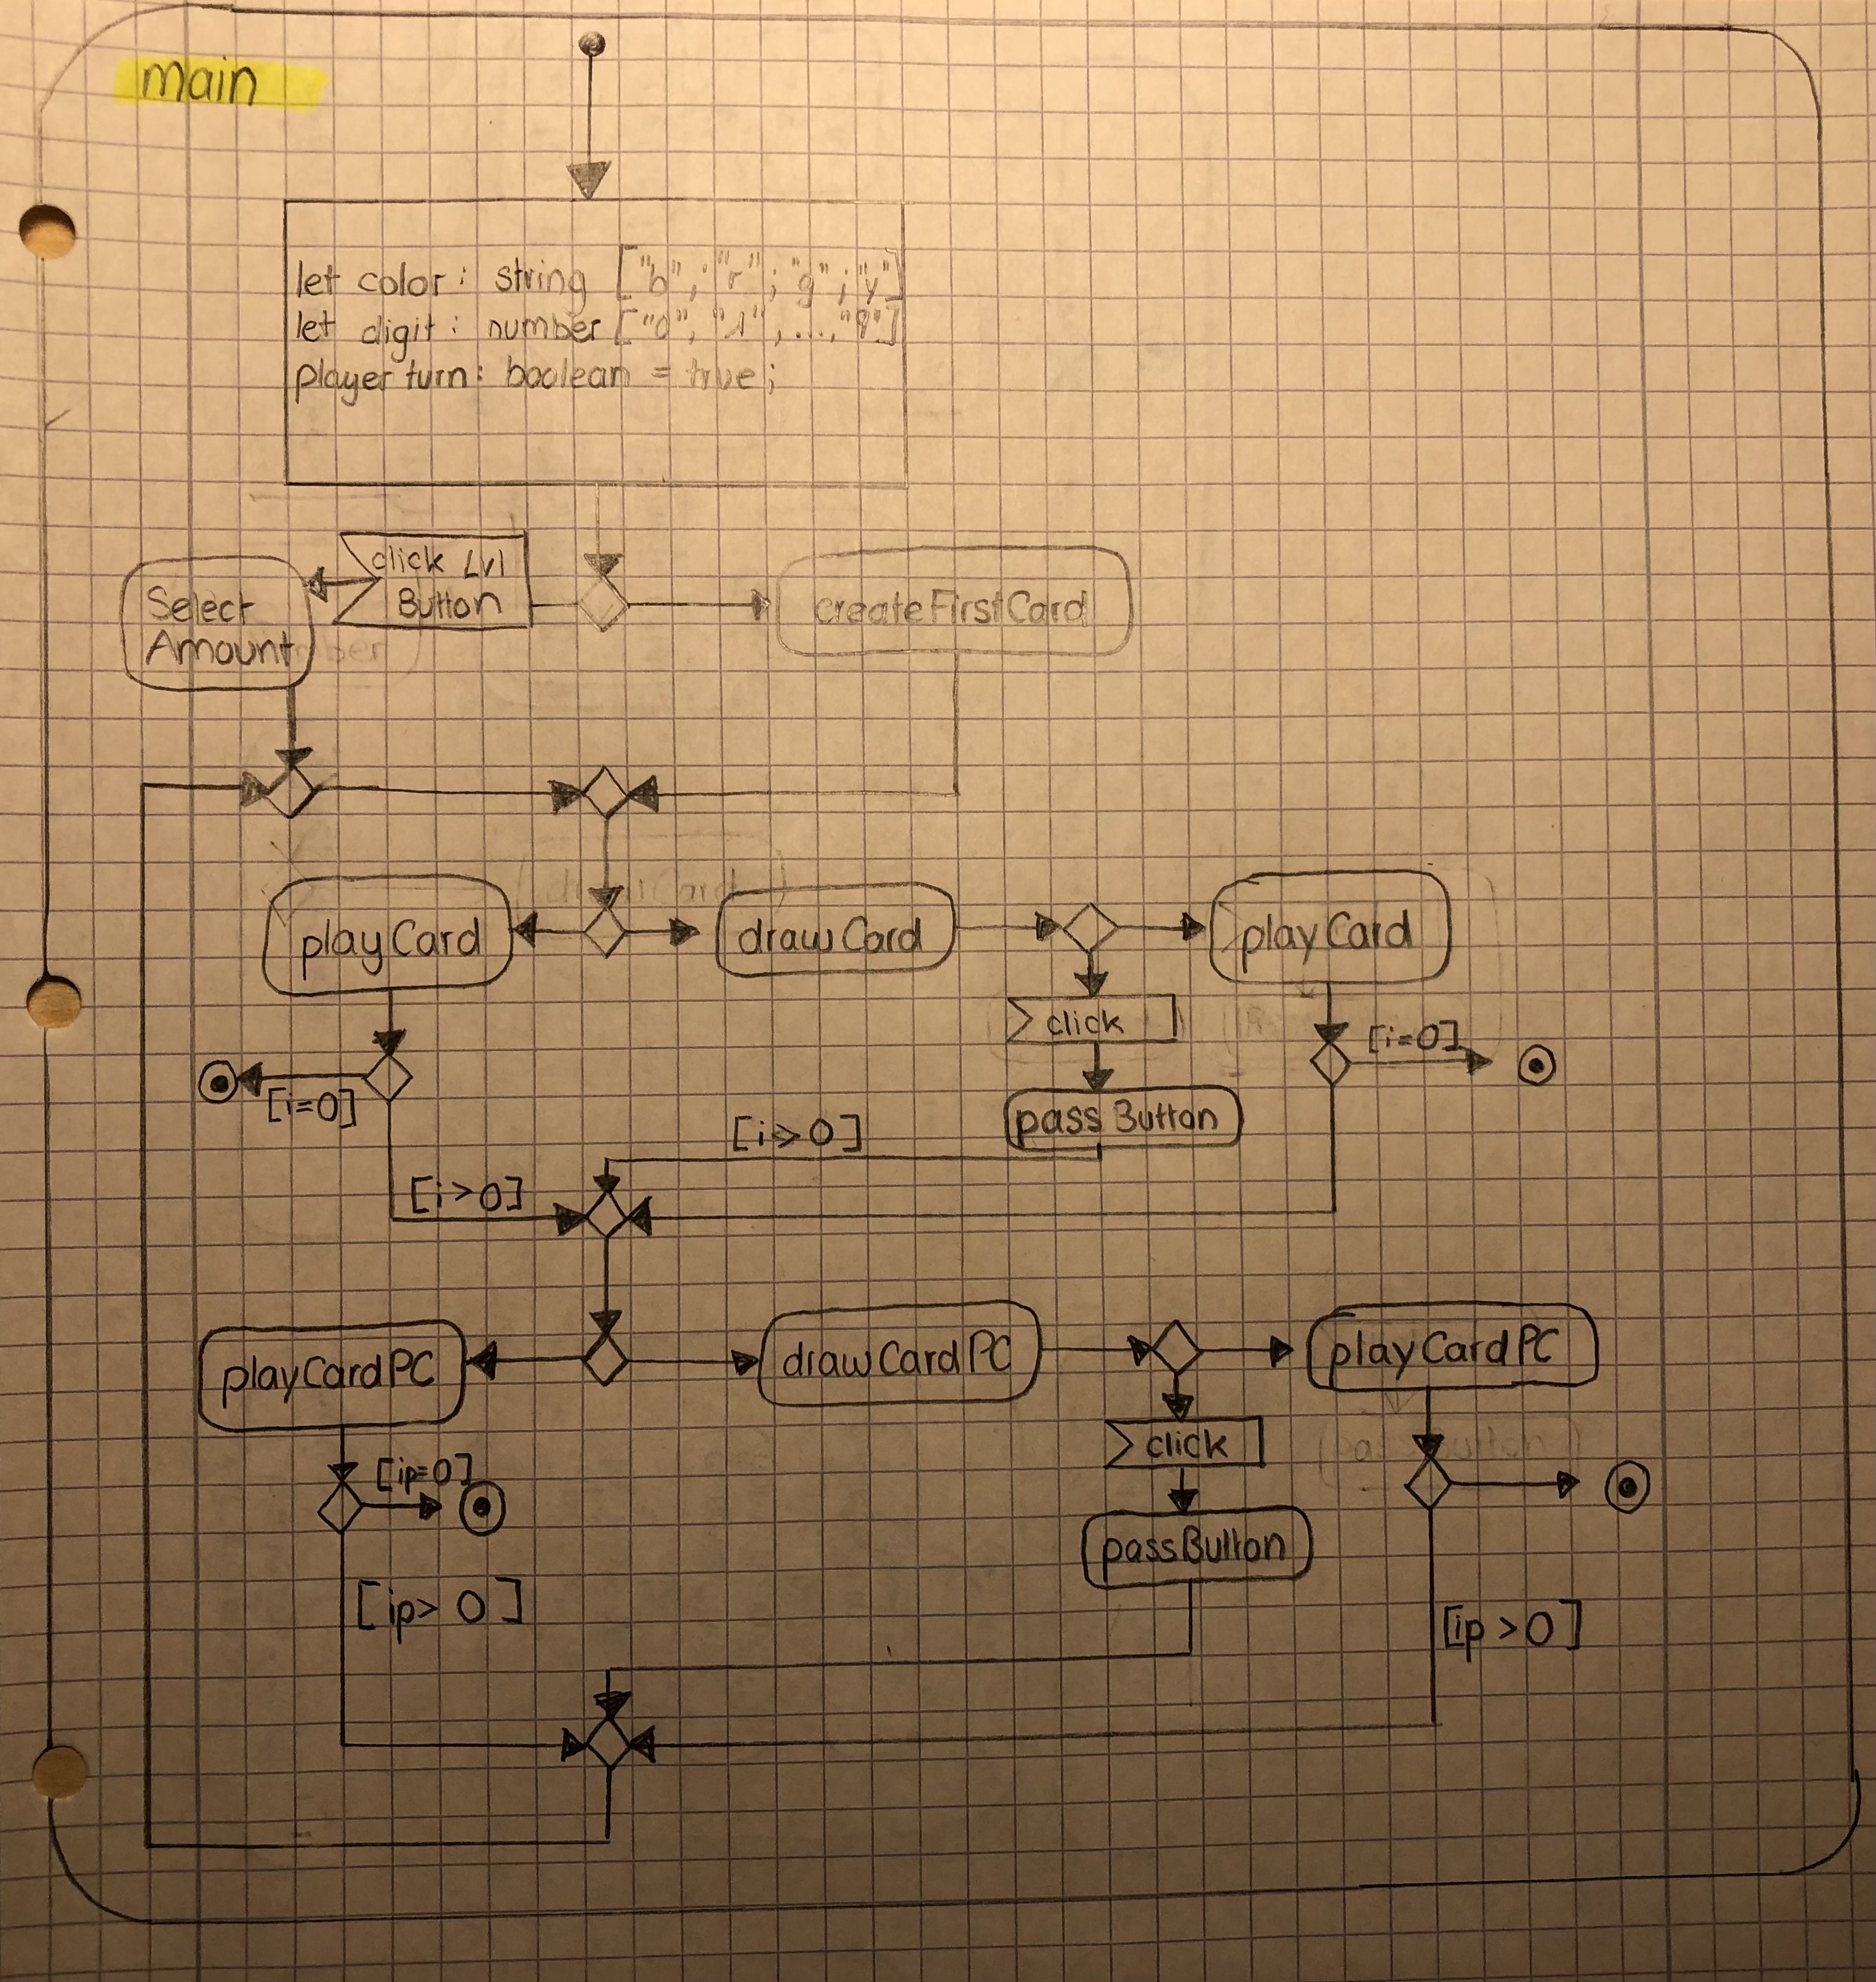 main
let color: string ["b"; "r"; "g"; "y"]
let digit: number ["0", "1", ..., "9"]
player turn: boolean = true;
click Lvl
Button
Select
Amount
createFirstCard
playCard
drawCard
playCard
click
[i=0]
[i=0]
pass Button
[i>0]
[i>0]
playCardPC
drawCardPC
playCardPC
click
[ip=0]
passButton
[ip> 0]
[ip >0]